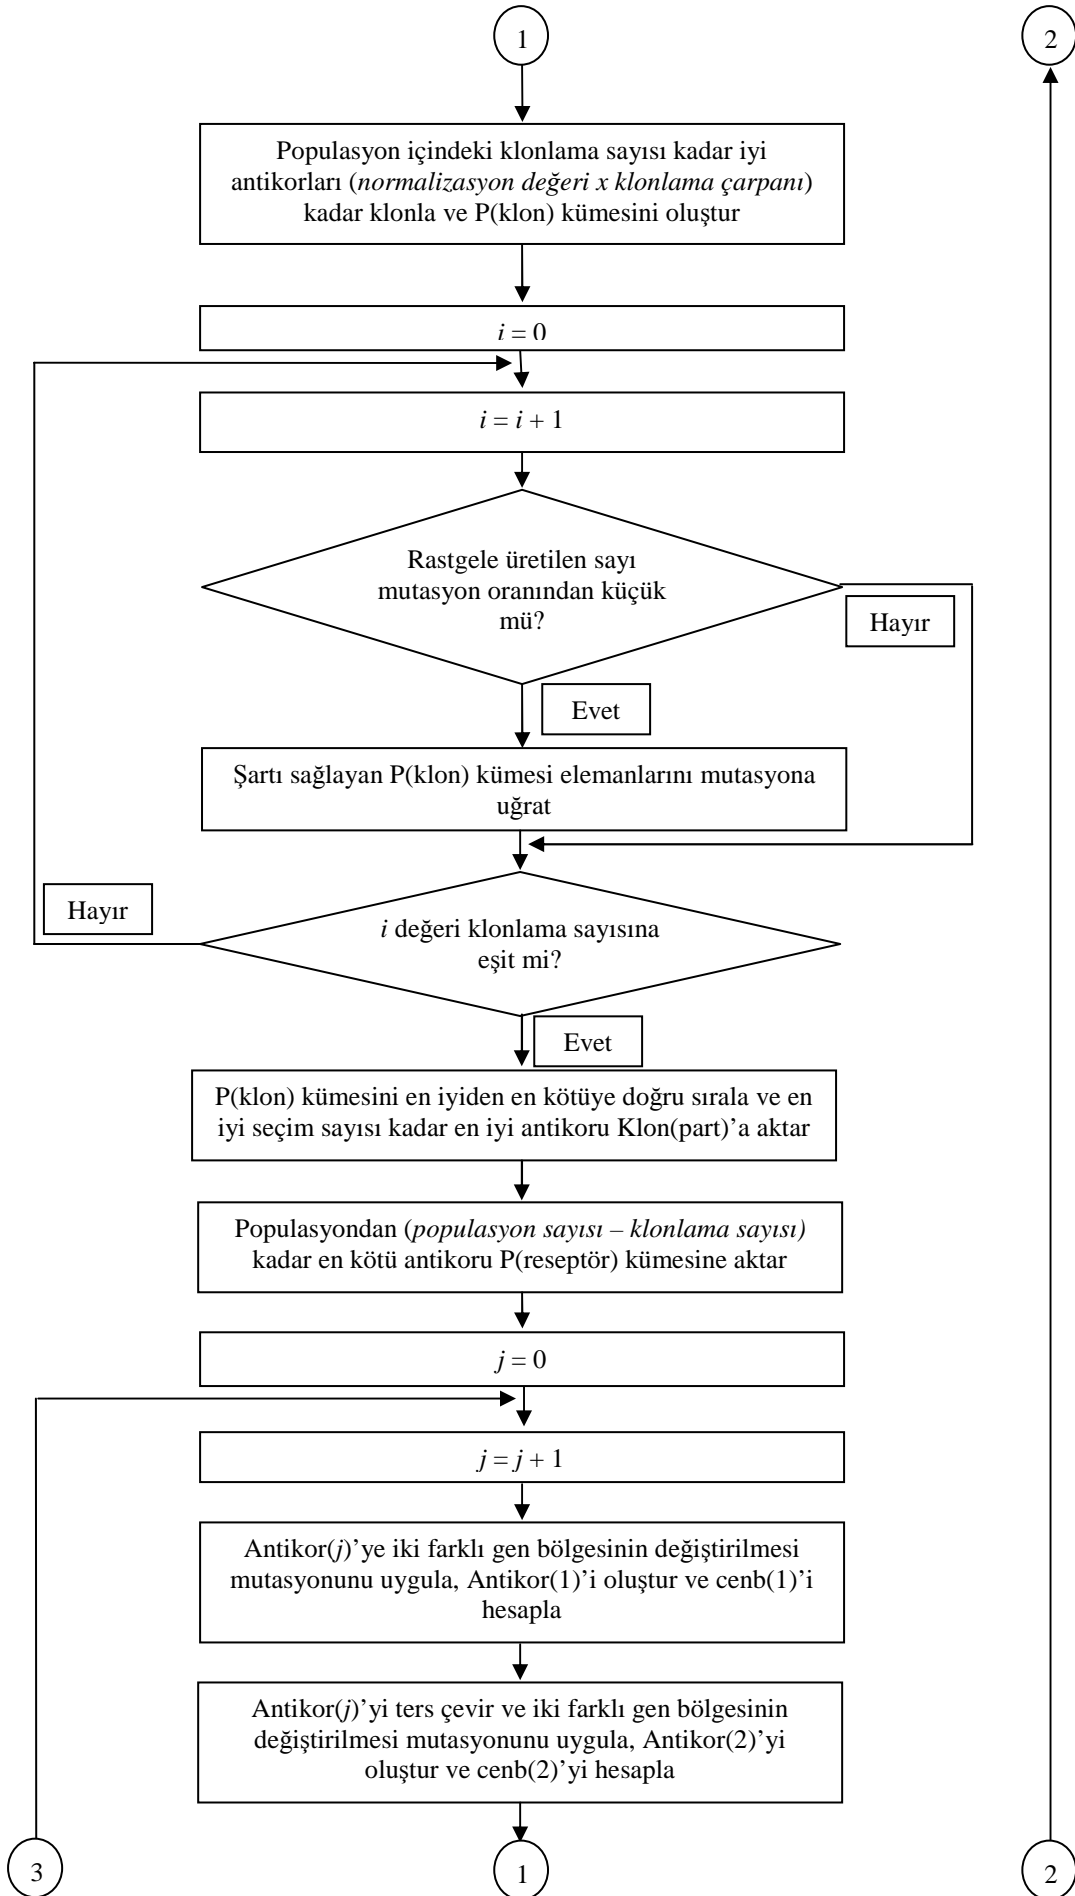 1
2
Populasyon içindeki klonlama sayısı kadar iyi
antikorları (normalizasyon değeri x klonlama çarpanı)
kadar klonla ve P(klon) kümesini oluştur
i = 0
i = i + 1
Rastgele üretilen sayı
mutasyon oranından küçük
mü?
Hayır
Evet
Şartı sağlayan P(klon) kümesi elemanlarını mutasyona
uğrat
Hayır
i değeri klonlama sayısına
eşit mi?
Evet
P(klon) kümesini en iyiden en kötüye doğru sırala ve en
iyi seçim sayısı kadar en iyi antikoru Klon(part)’a aktar
Populasyondan (populasyon sayısı – klonlama sayısı)
kadar en kötü antikoru P(reseptör) kümesine aktar
j = 0
j = j + 1
Antikor(j)’ye iki farklı gen bölgesinin değiştirilmesi
mutasyonunu uygula, Antikor(1)’i oluştur ve cenb(1)’i
hesapla
Antikor(j)’yi ters çevir ve iki farklı gen bölgesinin
değiştirilmesi mutasyonunu uygula, Antikor(2)’yi
oluştur ve cenb(2)’yi hesapla
3
1
2